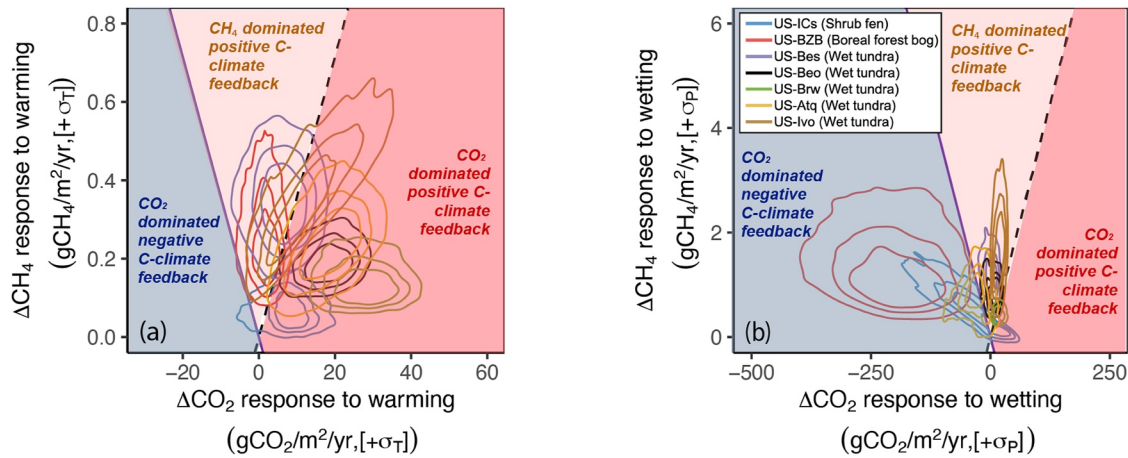 0.8
0.6
0.4
0.2
0.0
ΔCH₄ response to warming
(gCH₄/m²/yr,[+σ_T])
CH₄ dominated
positive C-
climate
feedback
CO₂
dominated
positive C-
climate
feedback
CO₂
dominated
negative
C-climate
feedback
(a)
−20 0 20 40 60
ΔCO₂ response to warming
(gCO₂/m²/yr,[+σ_T])
6
4
2
0
ΔCH₄ response to wetting
(gCH₄/m²/yr,[+σ_P])
US-ICs (Shrub fen)
US-BZB (Boreal forest bog)
US-Bes (Wet tundra)
US-Beo (Wet tundra)
US-Brw (Wet tundra)
US-Atq (Wet tundra)
US-Ivo (Wet tundra)
CH₄ dominated
positive C-
climate
feedback
CO₂
dominated
negative
C-climate
feedback
CO₂
dominated
positive C-
climate
feedback
(b)
−500 −250 0 250
ΔCO₂ response to wetting
(gCO₂/m²/yr,[+σ_P])